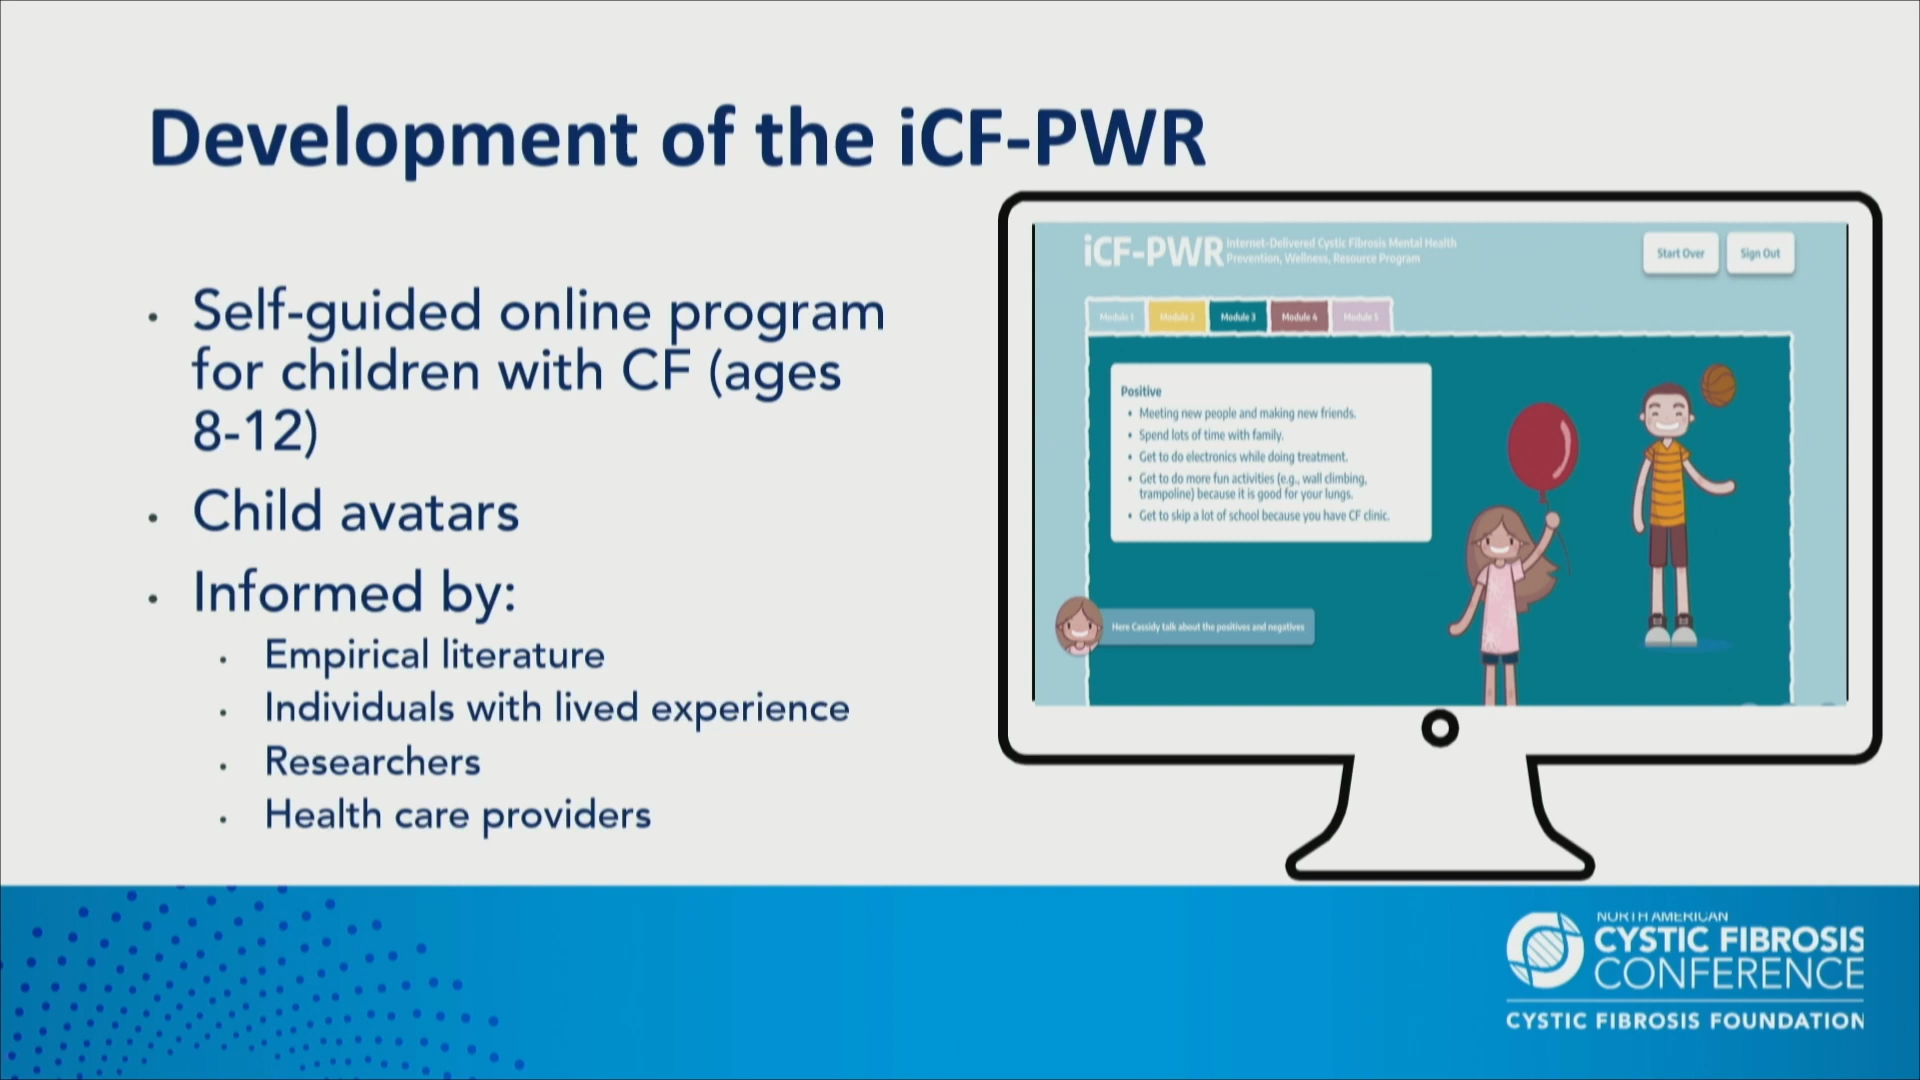 Development of the iCF-PWR
• Self-guided online program
for children with CF (ages
8-12)
• Child avatars
• Informed by:
• Empirical literature
• Individuals with lived experience
• Researchers
• Health care providers
iCF-PWR
Internet-Delivered Cystic Fibrosis Mental Health
Prevention, Wellness, Resource Program
Start Over
Sign Out
Module 1
Module 2
Module 3
Module 4
Module 5
Positive
• Meeting new people and making new friends.
• Spend lots of time with family.
• Get to do electronics while doing treatment.
• Get to do more fun activities (e.g., wall climbing,
trampoline) because it is good for your lungs.
• Get to skip a lot of school because you have CF clinic.
Here Cassidy talk about the positives and negatives
NORTH AMERICAN
CYSTIC FIBROSIS
CONFERENCE
CYSTIC FIBROSIS FOUNDATION